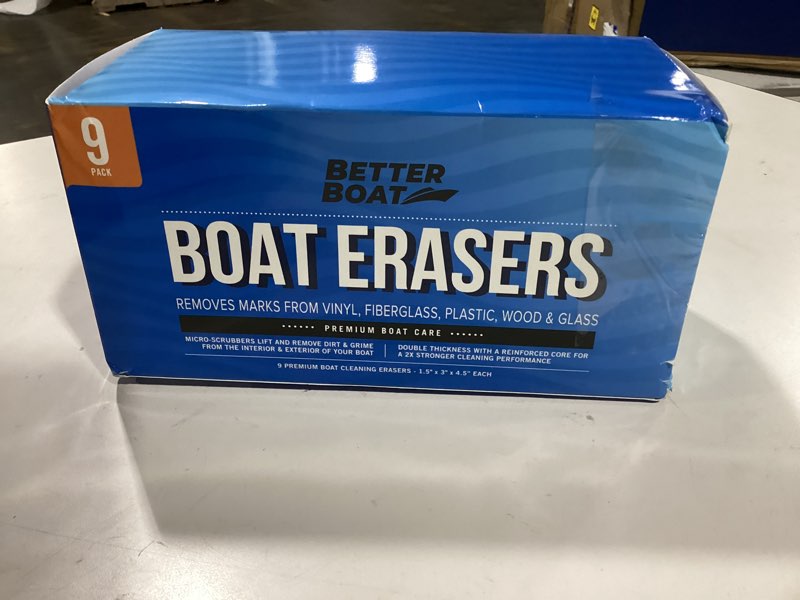 9
PACK
BETTER
BOAT
BOAT ERASERS
REMOVES MARKS FROM VINYL, FIBERGLASS, PLASTIC, WOOD & GLASS
•••••• PREMIUM BOAT CARE ••••••
MICRO-SCRUBBERS LIFT AND REMOVE DIRT & GRIME
FROM THE INTERIOR & EXTERIOR OF YOUR BOAT
DOUBLE THICKNESS WITH A REINFORCED CORE FOR
A 2X STRONGER CLEANING PERFORMANCE
9 PREMIUM BOAT CLEANING ERASERS - 1.5" x 3" x 4.5" EACH